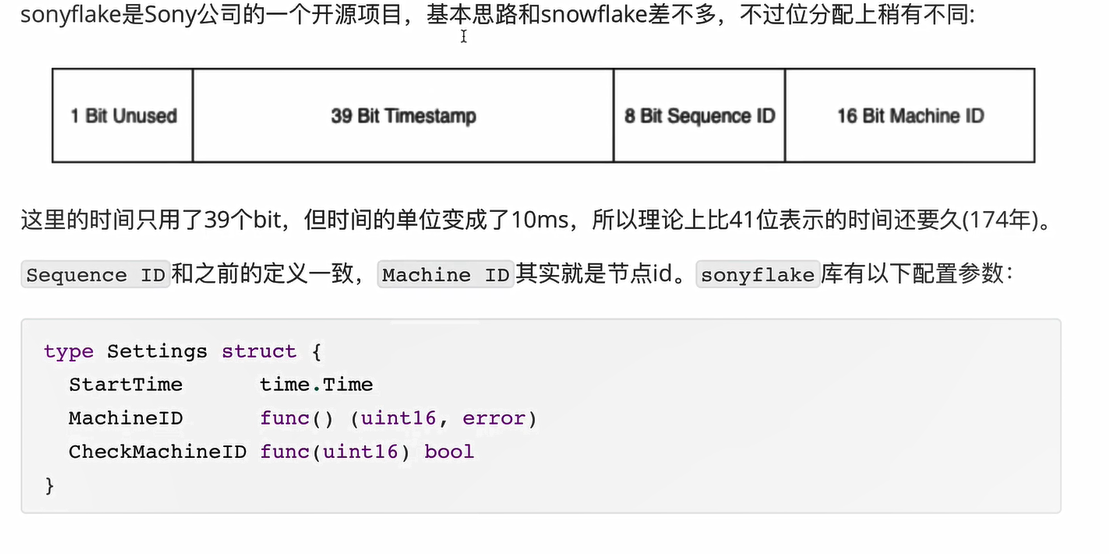 sonyflake是Sony公司的一个开源项目，基本思路和snowflake差不多，不过位分配上稍有不同:
1 Bit Unused 39 Bit Timestamp 8 Bit Sequence ID 16 Bit Machine ID
这里的时间只用了39个bit，但时间的单位变成了10ms，所以理论上比41位表示的时间还要久(174年)。
Sequence ID和之前的定义一致，Machine ID其实就是节点id。sonyflake库有以下配置参数：
type Settings struct {
  StartTime      time.Time
  MachineID      func() (uint16, error)
  CheckMachineID func(uint16) bool
}